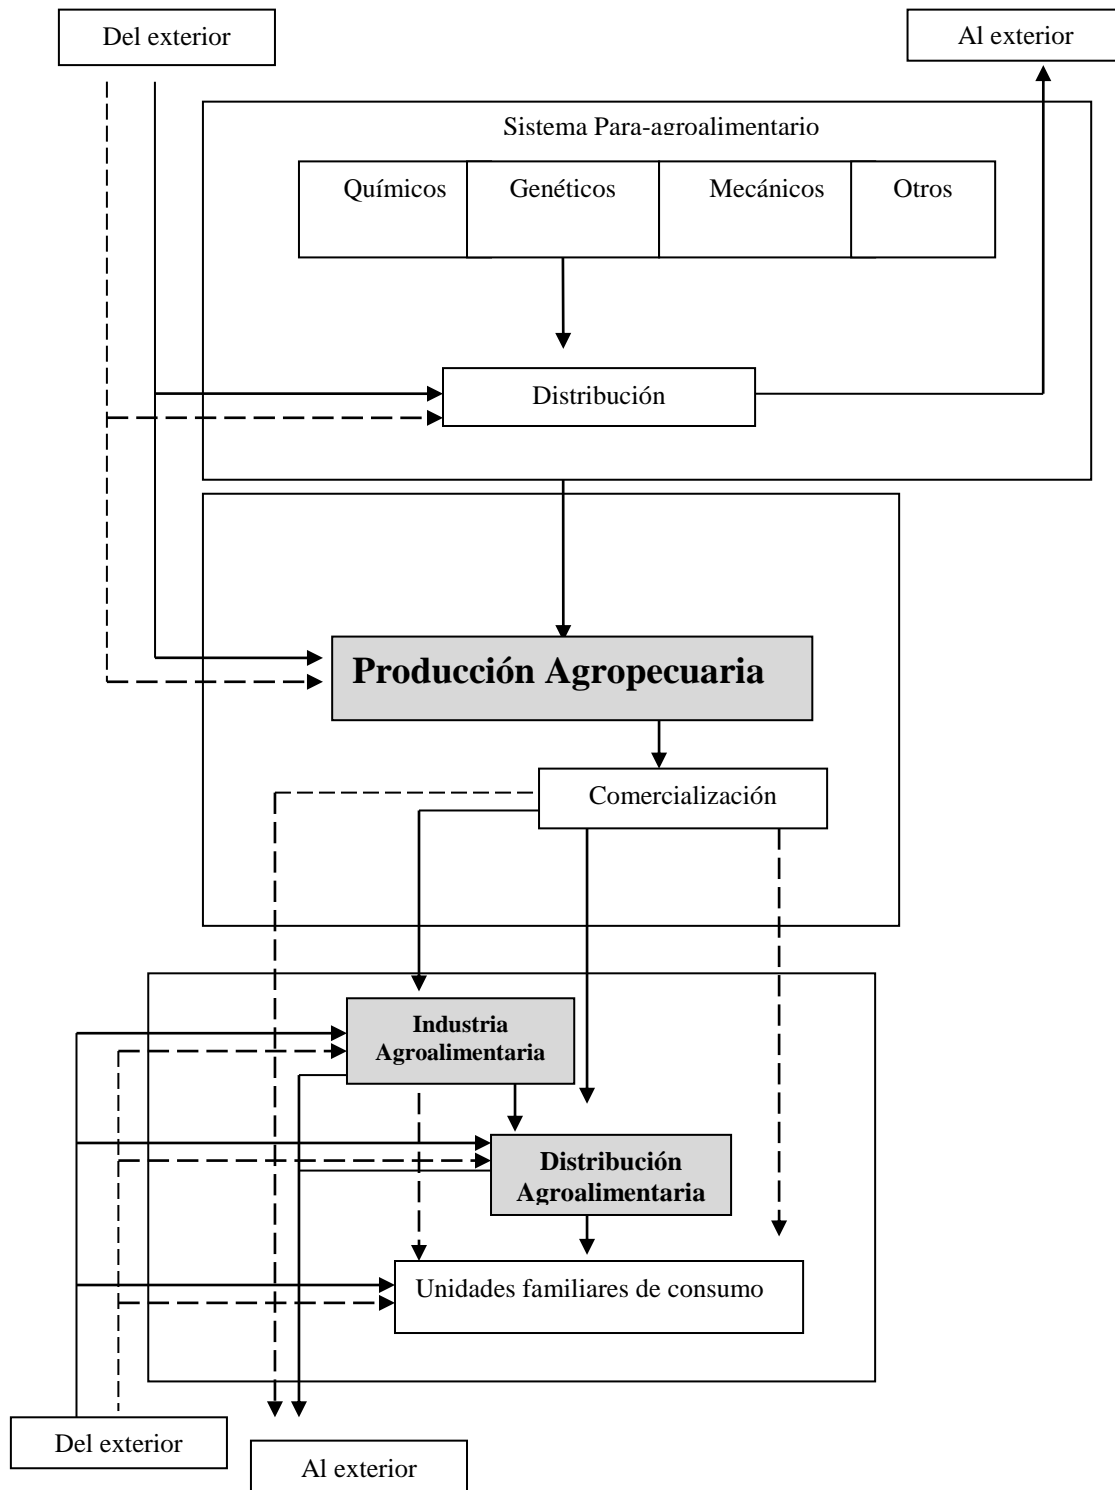 Del exterior
Al exterior
Sistema Para-agroalimentario
Químicos
Genéticos
Mecánicos
Otros
Distribución
Producción Agropecuaria
Comercialización
Industria
Agroalimentaria
Distribución
Agroalimentaria
Unidades familiares de consumo
Del exterior
Al exterior